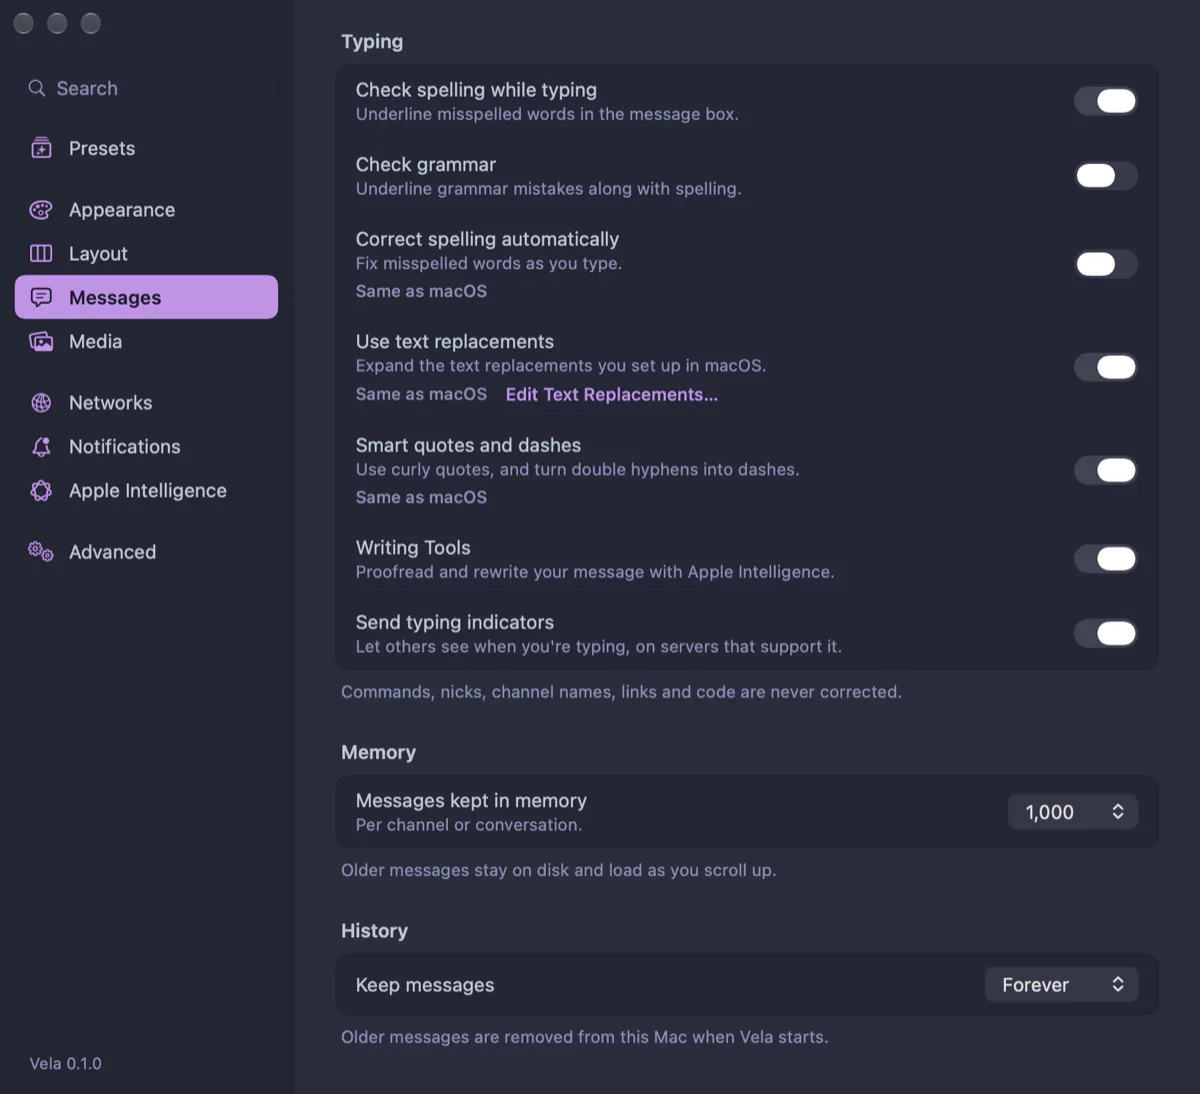 Search
Presets
Appearance
Layout
Messages
Media
Networks
Notifications
Apple Intelligence
Advanced
Vela 0.1.0
Typing
Check spelling while typing
Underline misspelled words in the message box.
Check grammar
Underline grammar mistakes along with spelling.
Correct spelling automatically
Fix misspelled words as you type.
Same as macOS
Use text replacements
Expand the text replacements you set up in macOS.
Same as macOS Edit Text Replacements...
Smart quotes and dashes
Use curly quotes, and turn double hyphens into dashes.
Same as macOS
Writing Tools
Proofread and rewrite your message with Apple Intelligence.
Send typing indicators
Let others see when you're typing, on servers that support it.
Commands, nicks, channel names, links and code are never corrected.
Memory
Messages kept in memory
Per channel or conversation.
1,000
Older messages stay on disk and load as you scroll up.
History
Keep messages
Forever
Older messages are removed from this Mac when Vela starts.